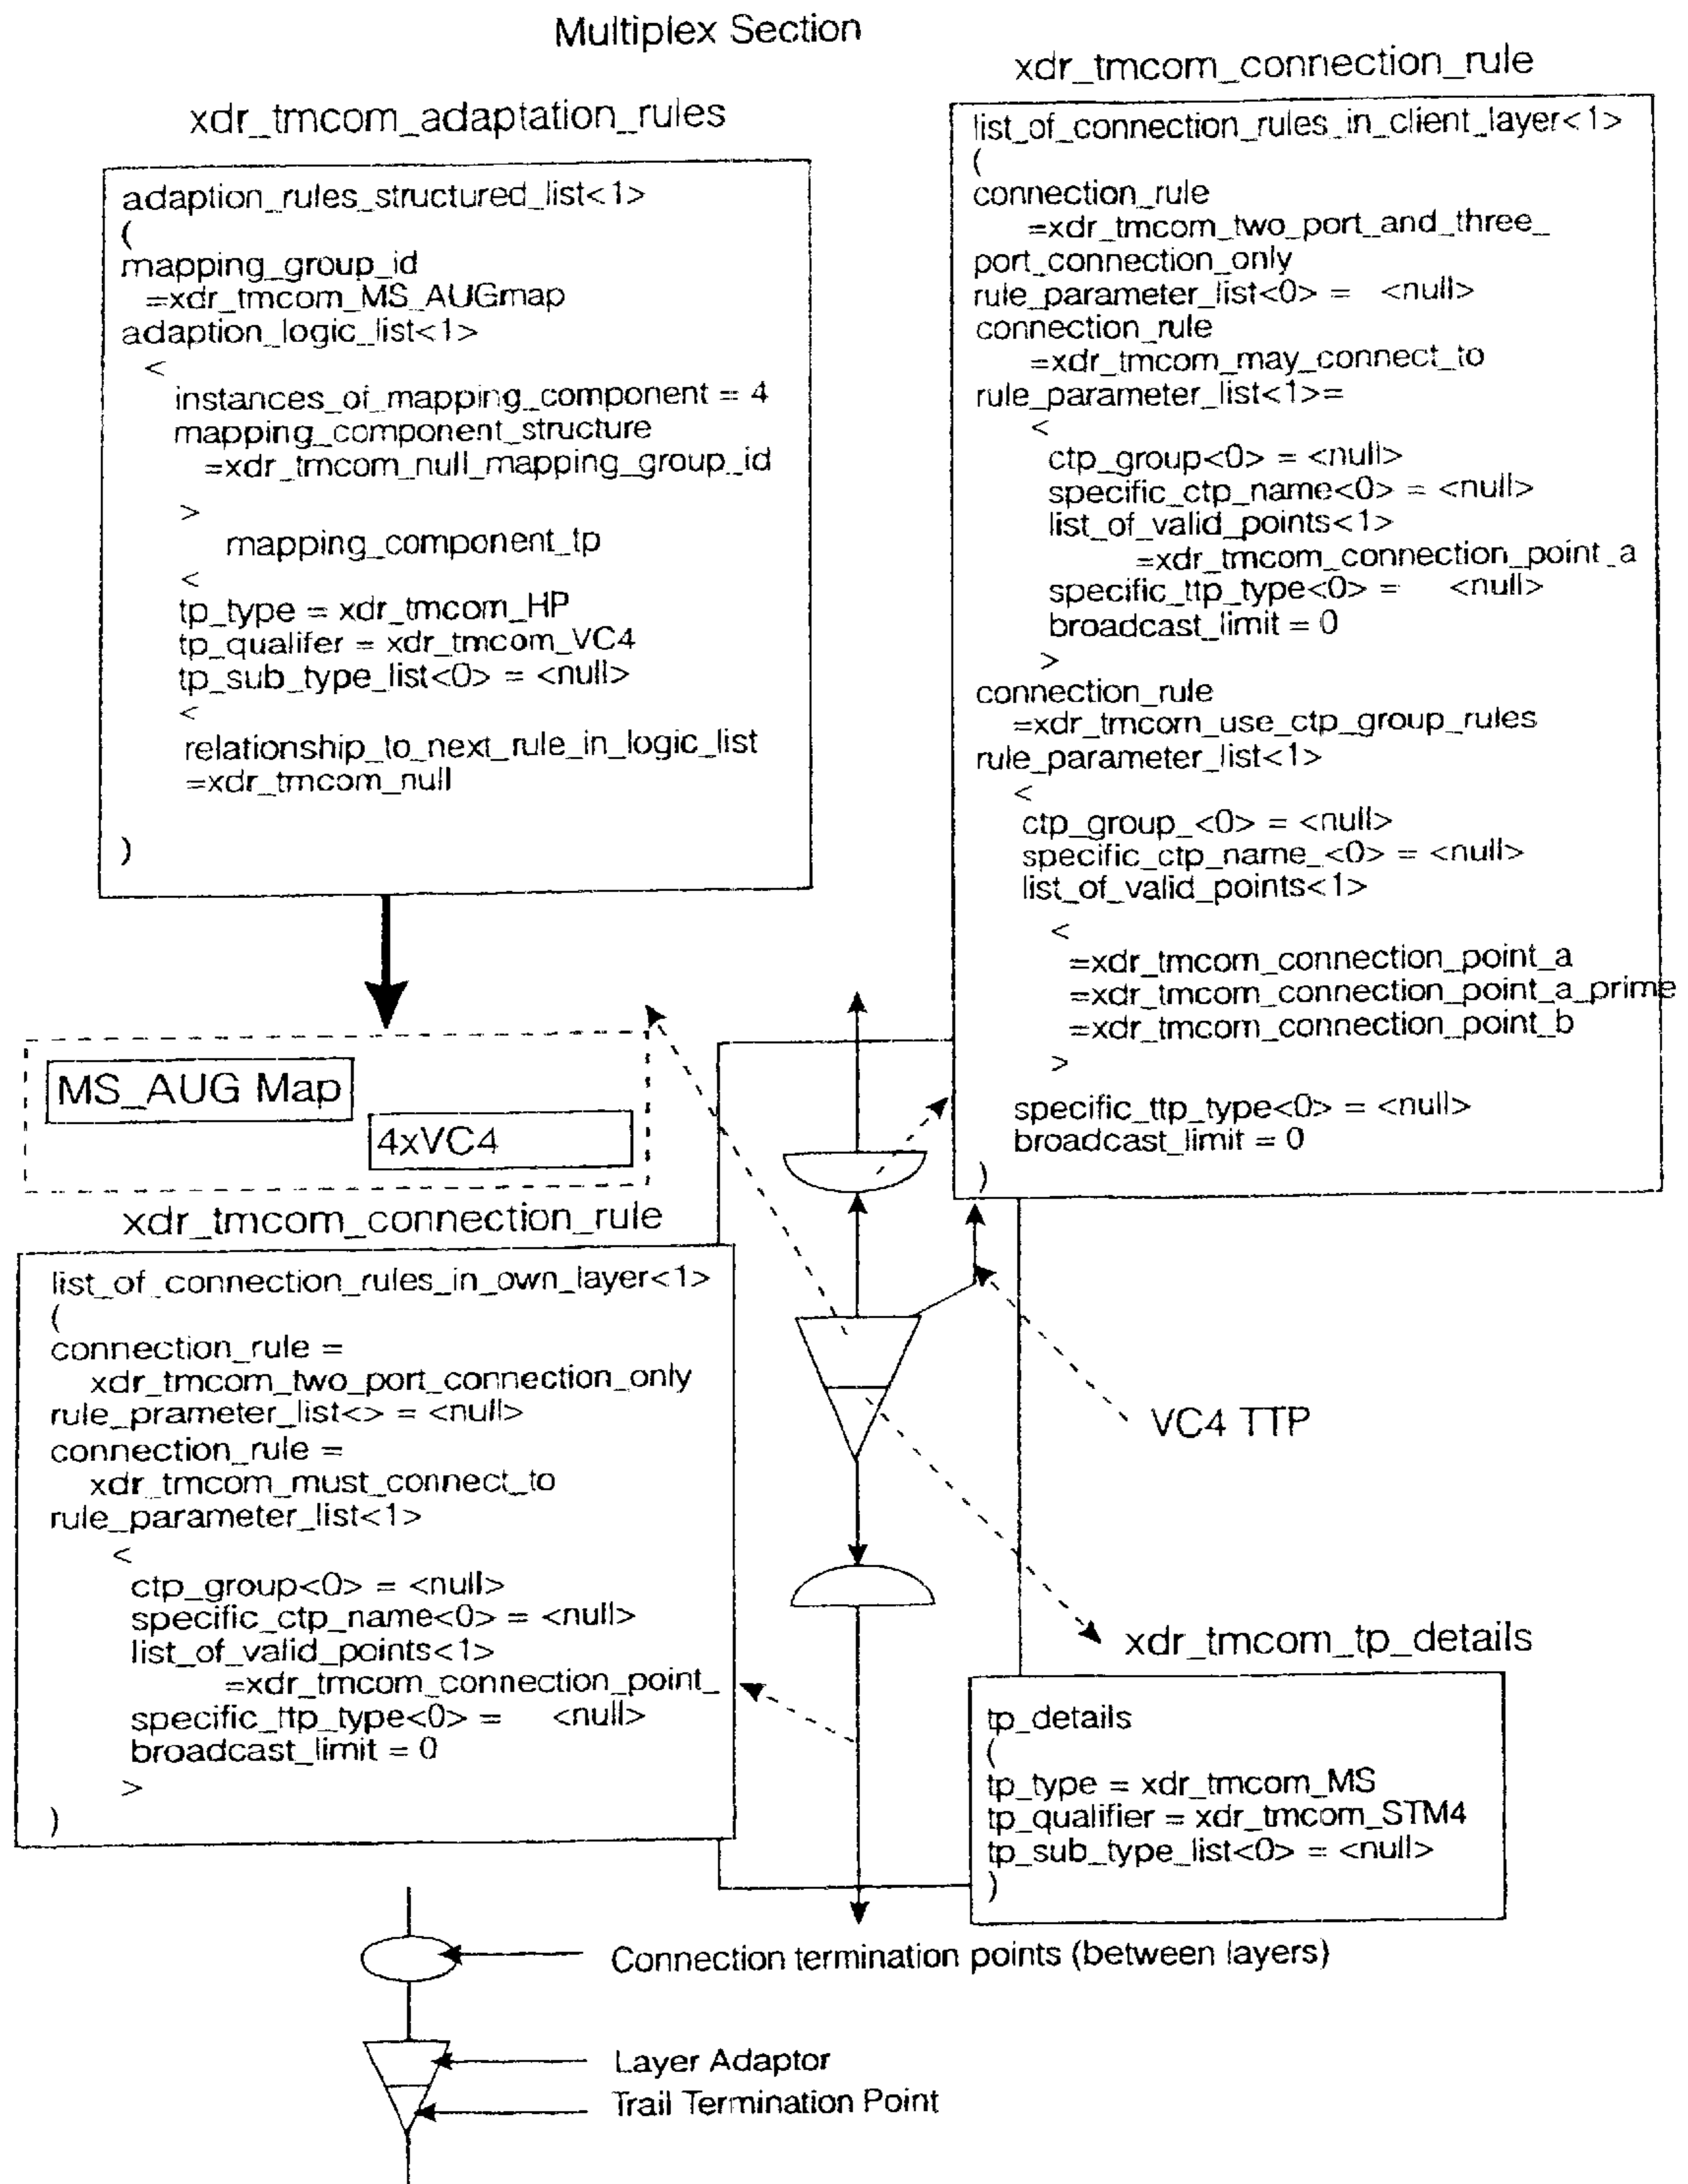 Multiplex Section
xdr_tmcom_adaptation_rules
adaption_rules_structured_list<1>
(
mapping_group_id
=xdr_tmcom_MS_AUGmap
adaption_logic_list<1>
<
instances_of_mapping_component = 4
mapping_component_structure
=xdr_tmcom_null_mapping_group_id
>
mapping_component_tp
<
tp_type = xdr_tmcom_HP
tp_qualifer = xdr_tmcom_VC4
tp_sub_type_list<0> = <null>
<
relationship_to_next_rule_in_logic_list
=xdr_tmcom_null
)
xdr_tmcom_connection_rule
list_of_connection_rules_in_client_layer<1>
(
connection_rule
=xdr_tmcom_two_port_and_three_
port_connection_only
rule_parameter_list<0> = <null>
connection_rule
=xdr_tmcom_may_connect_to
rule_parameter_list<1>=
<
ctp_group<0> = <null>
specific_ctp_name<0> = <null>
list_of_valid_points<1>
=xdr_tmcom_connection_point_a
specific_ttp_type<0> = <null>
broadcast_limit = 0
>
connection_rule
=xdr_tmcom_use_ctp_group_rules
rule_parameter_list<1>
<
ctp_group_<0> = <null>
specific_ctp_name_<0> = <null>
list_of_valid_points<1>
<
=xdr_tmcom_connection_point_a
=xdr_tmcom_connection_point_a_prime
=xdr_tmcom_connection_point_b
>
specific_ttp_type<0> = <null>
broadcast_limit = 0
)
MS_AUG Map
4xVC4
xdr_tmcom_connection_rule
list_of_connection_rules_in_own_layer<1>
(
connection_rule =
xdr_tmcom_two_port_connection_only
rule_prameter_list<> = <null>
connection_rule =
xdr_tmcom_must_connect_to
rule_parameter_list<1>
<
ctp_group<0> = <null>
specific_ctp_name<0> = <null>
list_of_valid_points<1>
=xdr_tmcom_connection_point_
specific_ttp_type<0> = <null>
broadcast_limit = 0
>
)
VC4 TTP
xdr_tmcom_tp_details
tp_details
(
tp_type = xdr_tmcom_MS
tp_qualifier = xdr_tmcom_STM4
tp_sub_type_list<0> = <null>
)
Connection termination points (between layers)
Layer Adaptor
Trail Termination Point